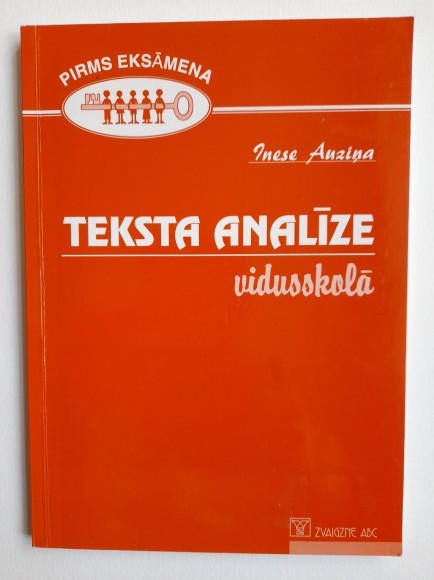 PIRMS EKSĀMENA
Inese Auziņa
TEKSTA ANALĪZE
vidusskolā
ZVAIGZNE ABC